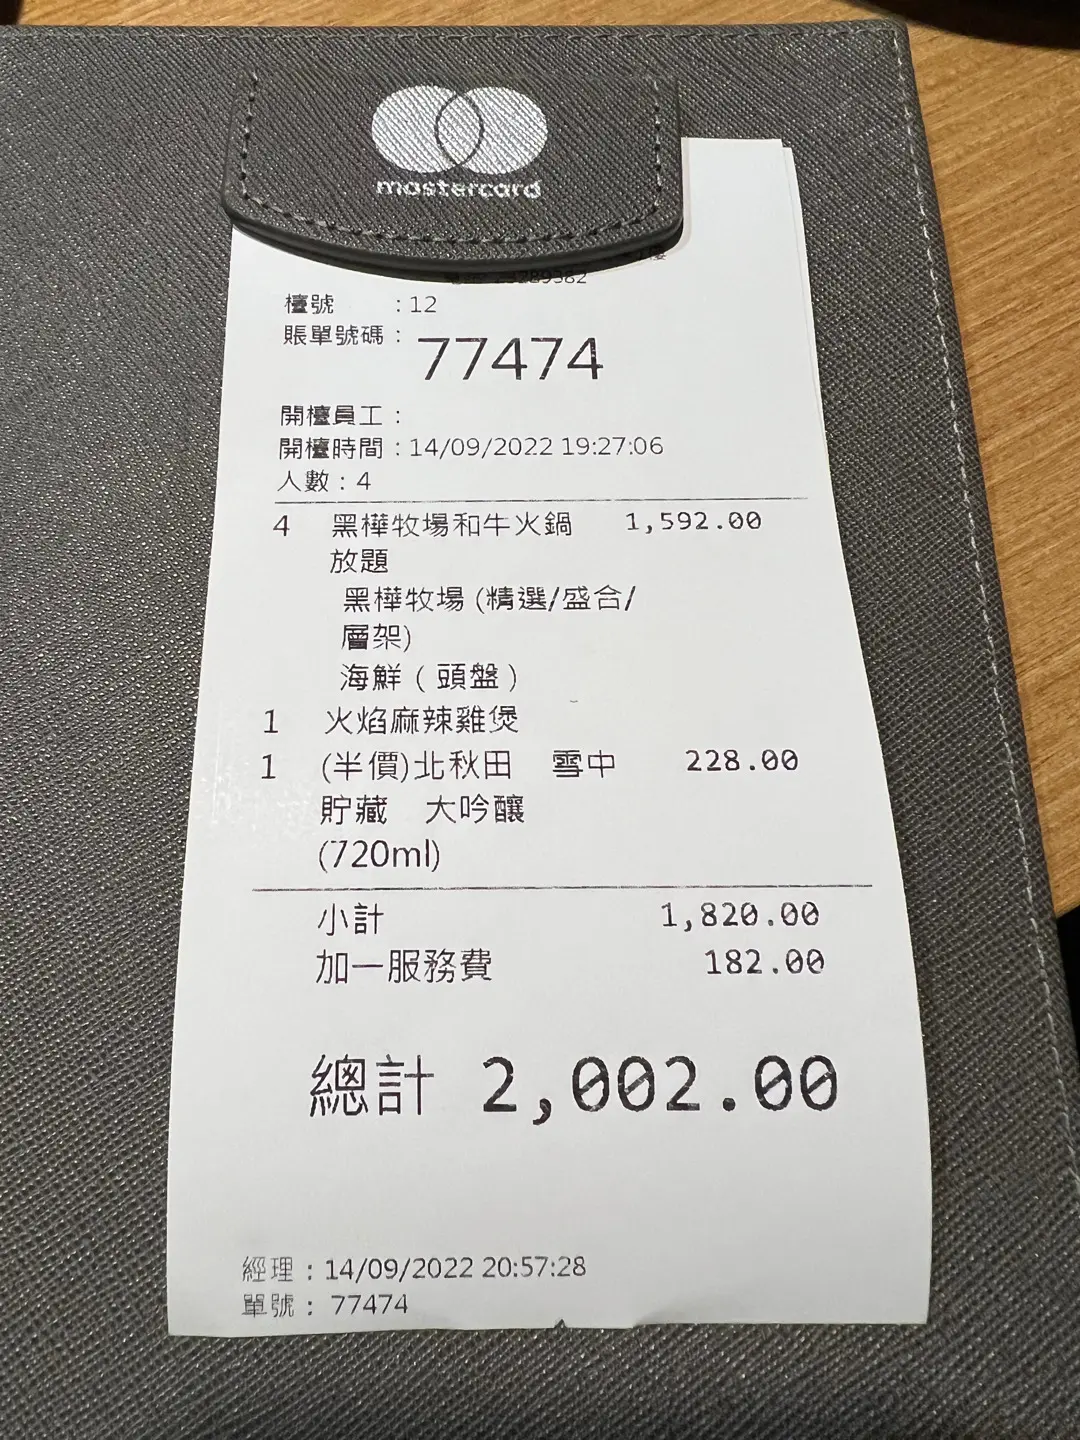 mastercard
檯號 :12
賬單號碼: 77474
開檯員工:
開檯時間:14/09/2022 19:27:06
人數:4
4 黑樺牧場和牛火鍋 1,592.00
放題
黑樺牧場 (精選/盛合/
層架)
海鮮 (頭盤)
1 火焰麻辣雞煲
1 (半價)北秋田 雪中 228.00
貯藏 大吟釀
(720ml)
小計 1,820.00
加一服務費 182.00
總計 2,002.00
經理:14/09/2022 20:57:28
單號: 77474